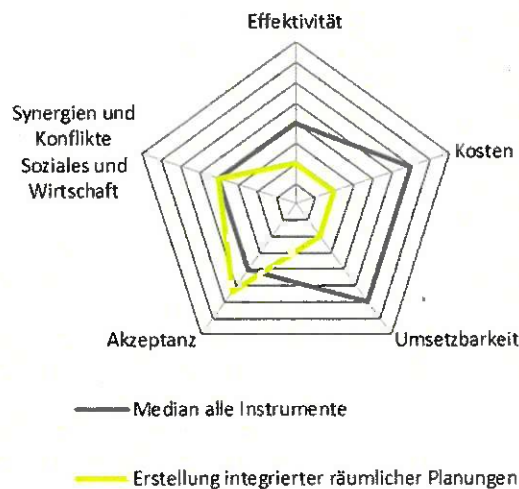 Effektivität
Synergien und
Konflikte
Soziales und
Wirtschaft
Kosten
Akzeptanz
Umsetzbarkeit
Median alle Instrumente
Erstellung integrierter räumlicher Planungen